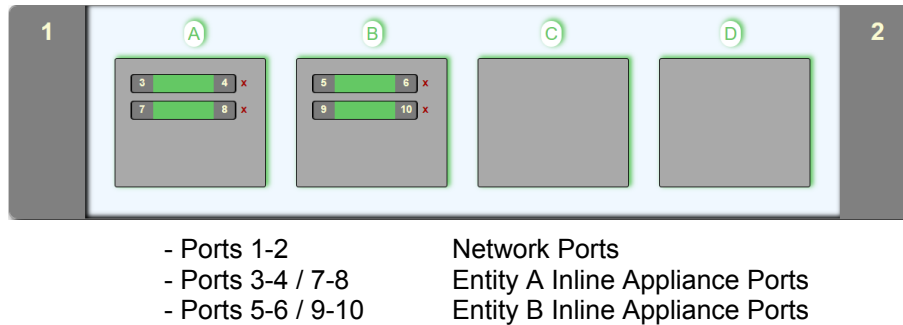 1 A B C D 2
3 4 x 5 6 x
7 8 x 9 10 x
- Ports 1-2 Network Ports
- Ports 3-4 / 7-8 Entity A Inline Appliance Ports
- Ports 5-6 / 9-10 Entity B Inline Appliance Ports